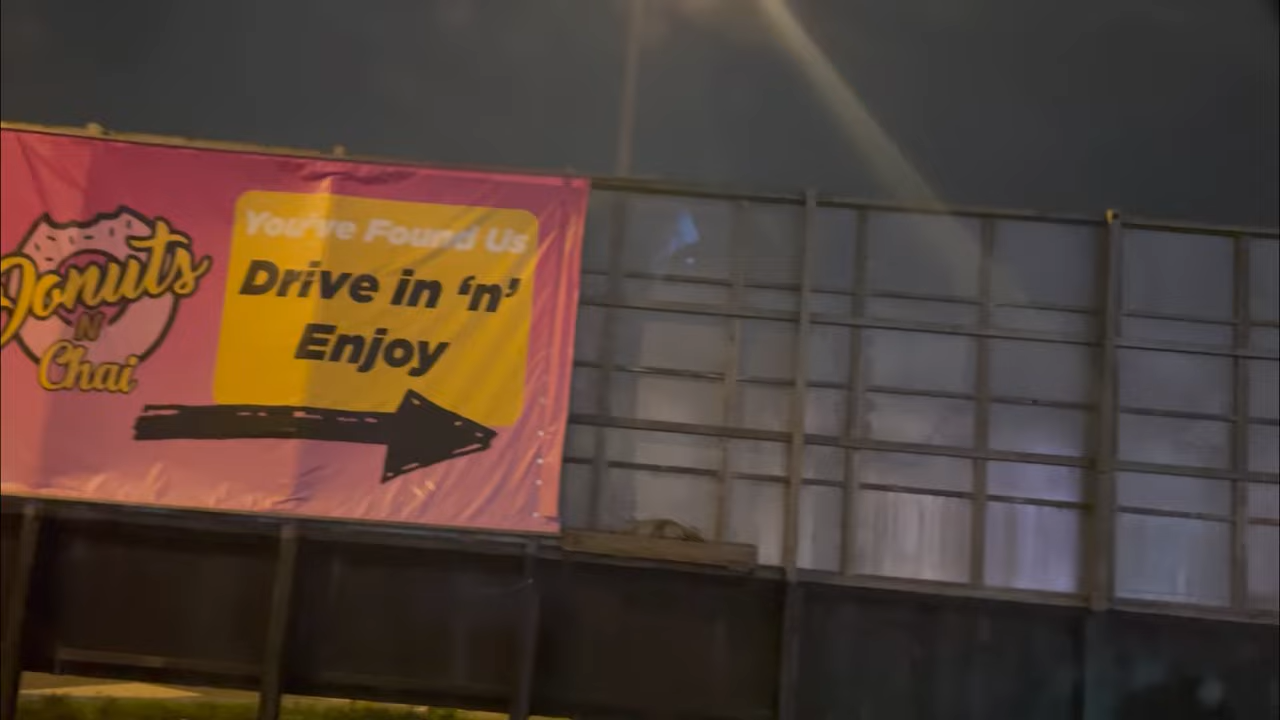 Donuts
N
Chai
You've Found Us
Drive in ‘n’
Enjoy